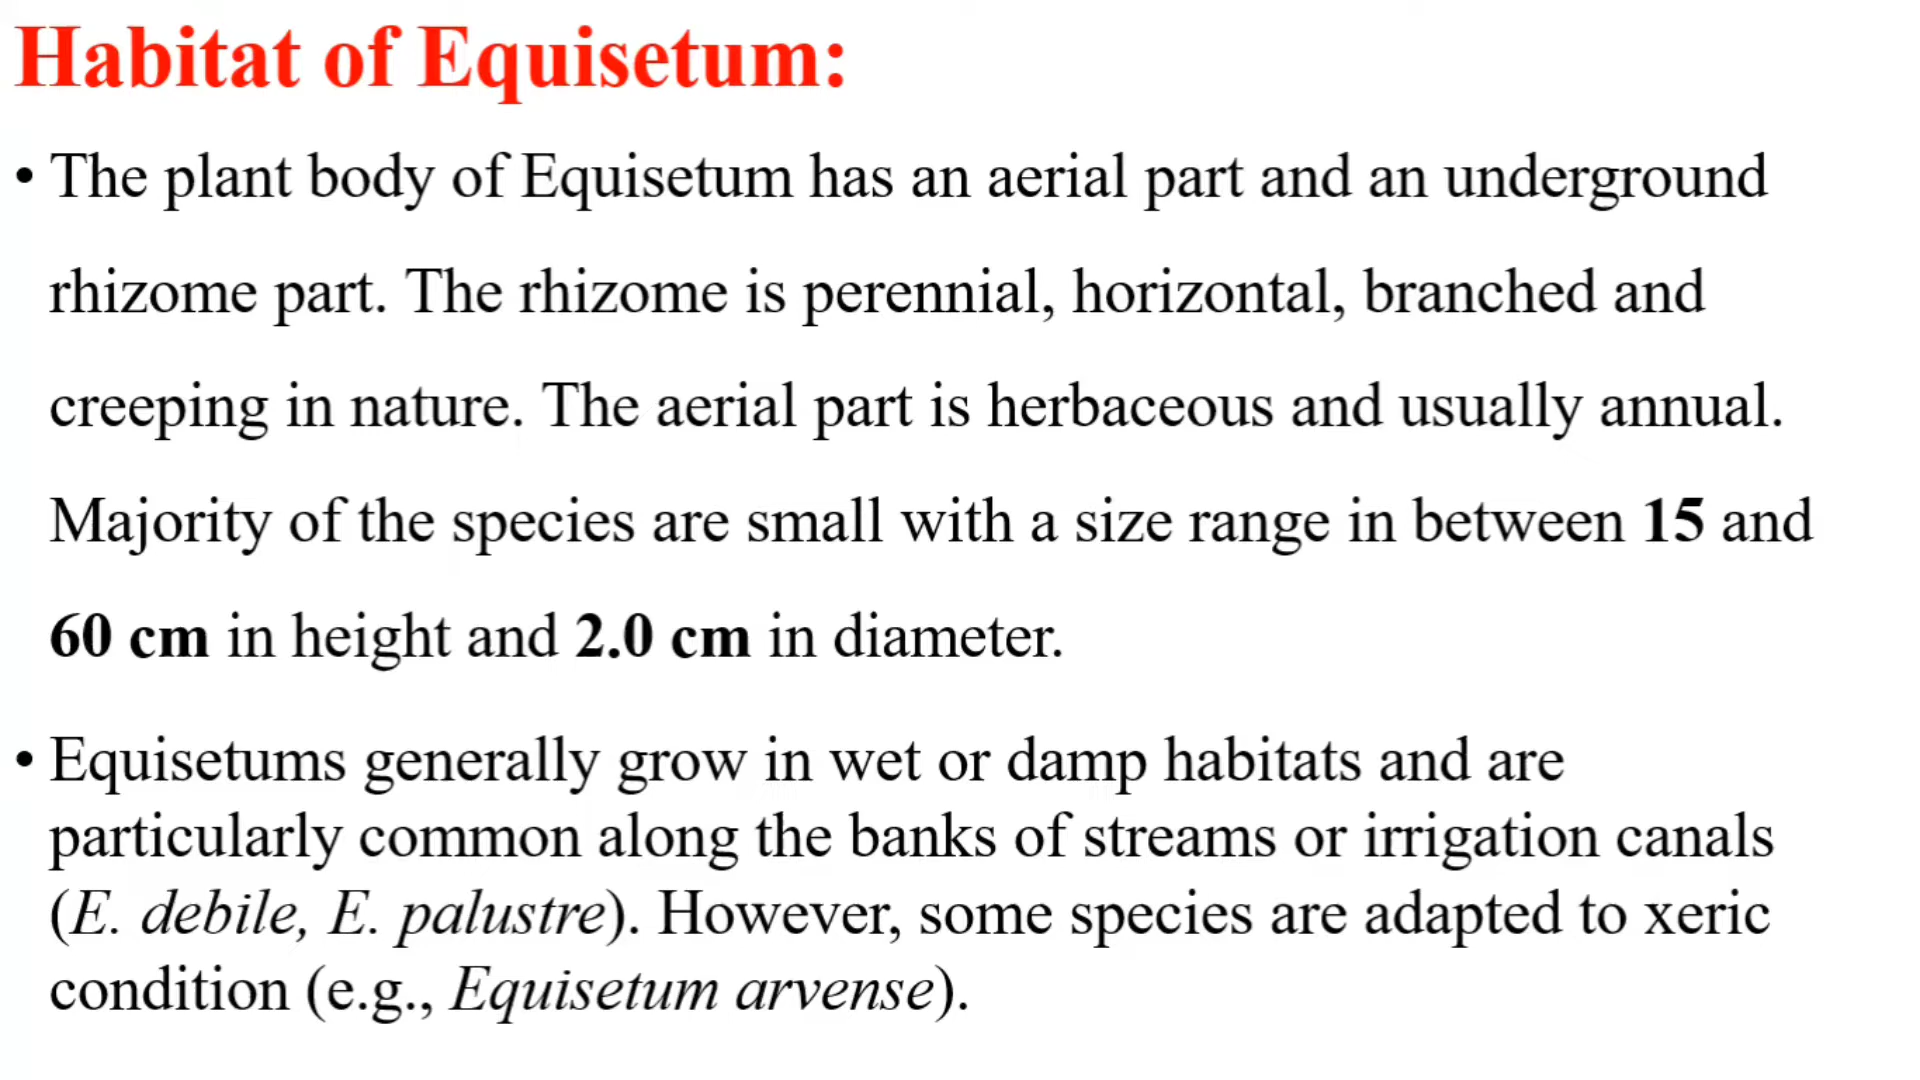 Habitat of Equisetum:
• The plant body of Equisetum has an aerial part and an underground
rhizome part. The rhizome is perennial, horizontal, branched and
creeping in nature. The aerial part is herbaceous and usually annual.
Majority of the species are small with a size range in between 15 and
60 cm in height and 2.0 cm in diameter.
• Equisetums generally grow in wet or damp habitats and are
particularly common along the banks of streams or irrigation canals
(E. debile, E. palustre). However, some species are adapted to xeric
condition (e.g., Equisetum arvense).